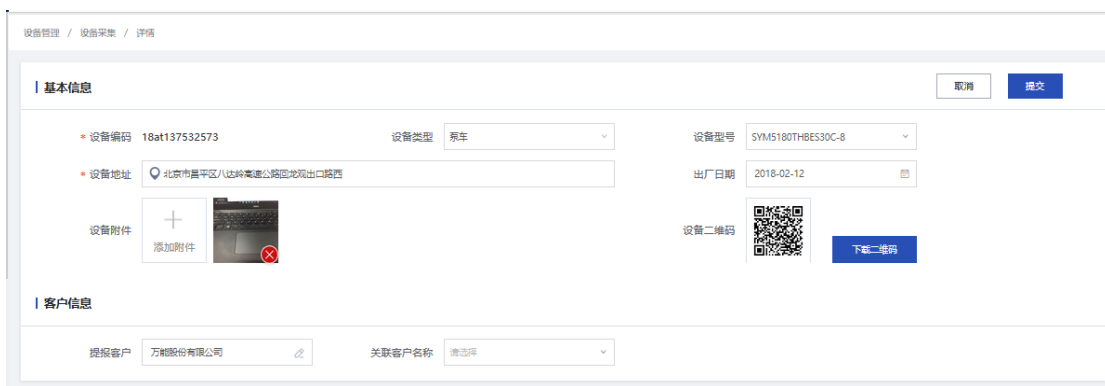 设备管理 / 设备采集 / 详情
基本信息 取消 提交
* 设备编码 18at137532573 设备类型 泵车 设备型号 SYM5180THBES30C-8
* 设备地址 北京市昌平区八达岭高速公路回龙观出口路西 出厂日期 2018-02-12
设备附件 添加附件 设备二维码 下载二维码
客户信息
提报客户 万能股份有限公司 关联客户名称 请选择